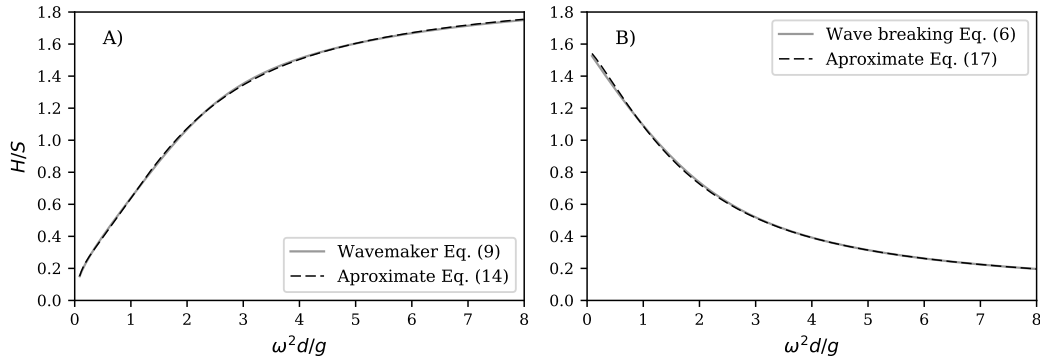 1.8
1.6
1.4
1.2
1.0
0.8
0.6
0.4
0.2
0.0
H/S
A)
Wavemaker Eq. (9)
Aproximate Eq. (14)
0 1 2 3 4 5 6 7 8
ω²d/g
1.8
1.6
1.4
1.2
1.0
0.8
0.6
0.4
0.2
0.0
B)
Wave breaking Eq. (6)
Aproximate Eq. (17)
0 1 2 3 4 5 6 7 8
ω²d/g